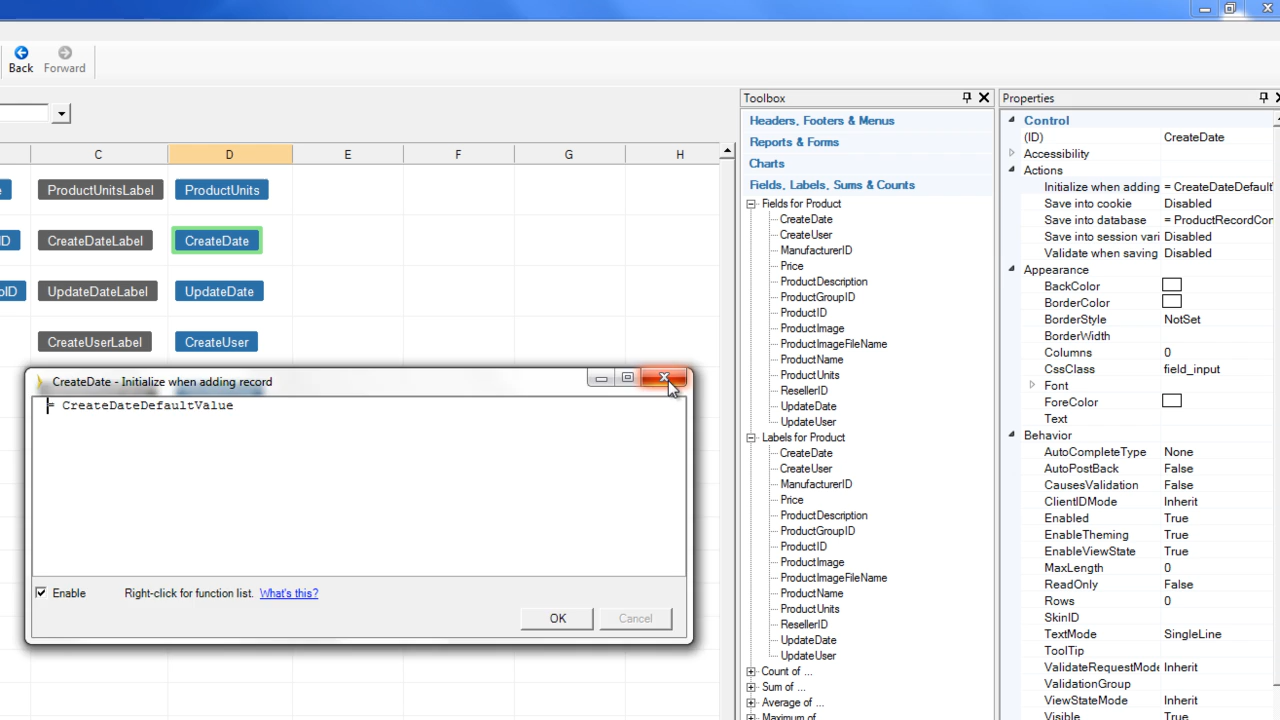 Back Forward
C D E F G H
ProductUnitsLabel ProductUnits
ID CreateDateLabel CreateDate
pID UpdateDateLabel UpdateDate
CreateUserLabel CreateUser
CreateDate - Initialize when adding record
= CreateDateDefaultValue
Enable Right-click for function list. What's this?
OK Cancel
Toolbox
Headers, Footers & Menus
Reports & Forms
Charts
Fields, Labels, Sums & Counts
Fields for Product
CreateDate
CreateUser
ManufacturerID
Price
ProductDescription
ProductGroupID
ProductID
ProductImage
ProductImageFileName
ProductName
ProductUnits
ResellerID
UpdateDate
UpdateUser
Labels for Product
CreateDate
CreateUser
ManufacturerID
Price
ProductDescription
ProductGroupID
ProductID
ProductImage
ProductImageFileName
ProductName
ProductUnits
ResellerID
UpdateDate
UpdateUser
Count of ...
Sum of ...
Average of ...
Maximum of
Properties
Control
(ID) CreateDate
Accessibility
Actions
Initialize when adding = CreateDateDefault
Save into cookie Disabled
Save into database = ProductRecordCor
Save into session vari Disabled
Validate when saving Disabled
Appearance
BackColor
BorderColor
BorderStyle NotSet
BorderWidth
Columns 0
CssClass field_input
Font
ForeColor
Text
Behavior
AutoCompleteType None
AutoPostBack False
CausesValidation False
ClientIDMode Inherit
Enabled True
EnableTheming True
EnableViewState True
MaxLength 0
ReadOnly False
Rows 0
SkinID
TextMode SingleLine
ToolTip
ValidateRequestMode Inherit
ValidationGroup
ViewStateMode Inherit
Visible True